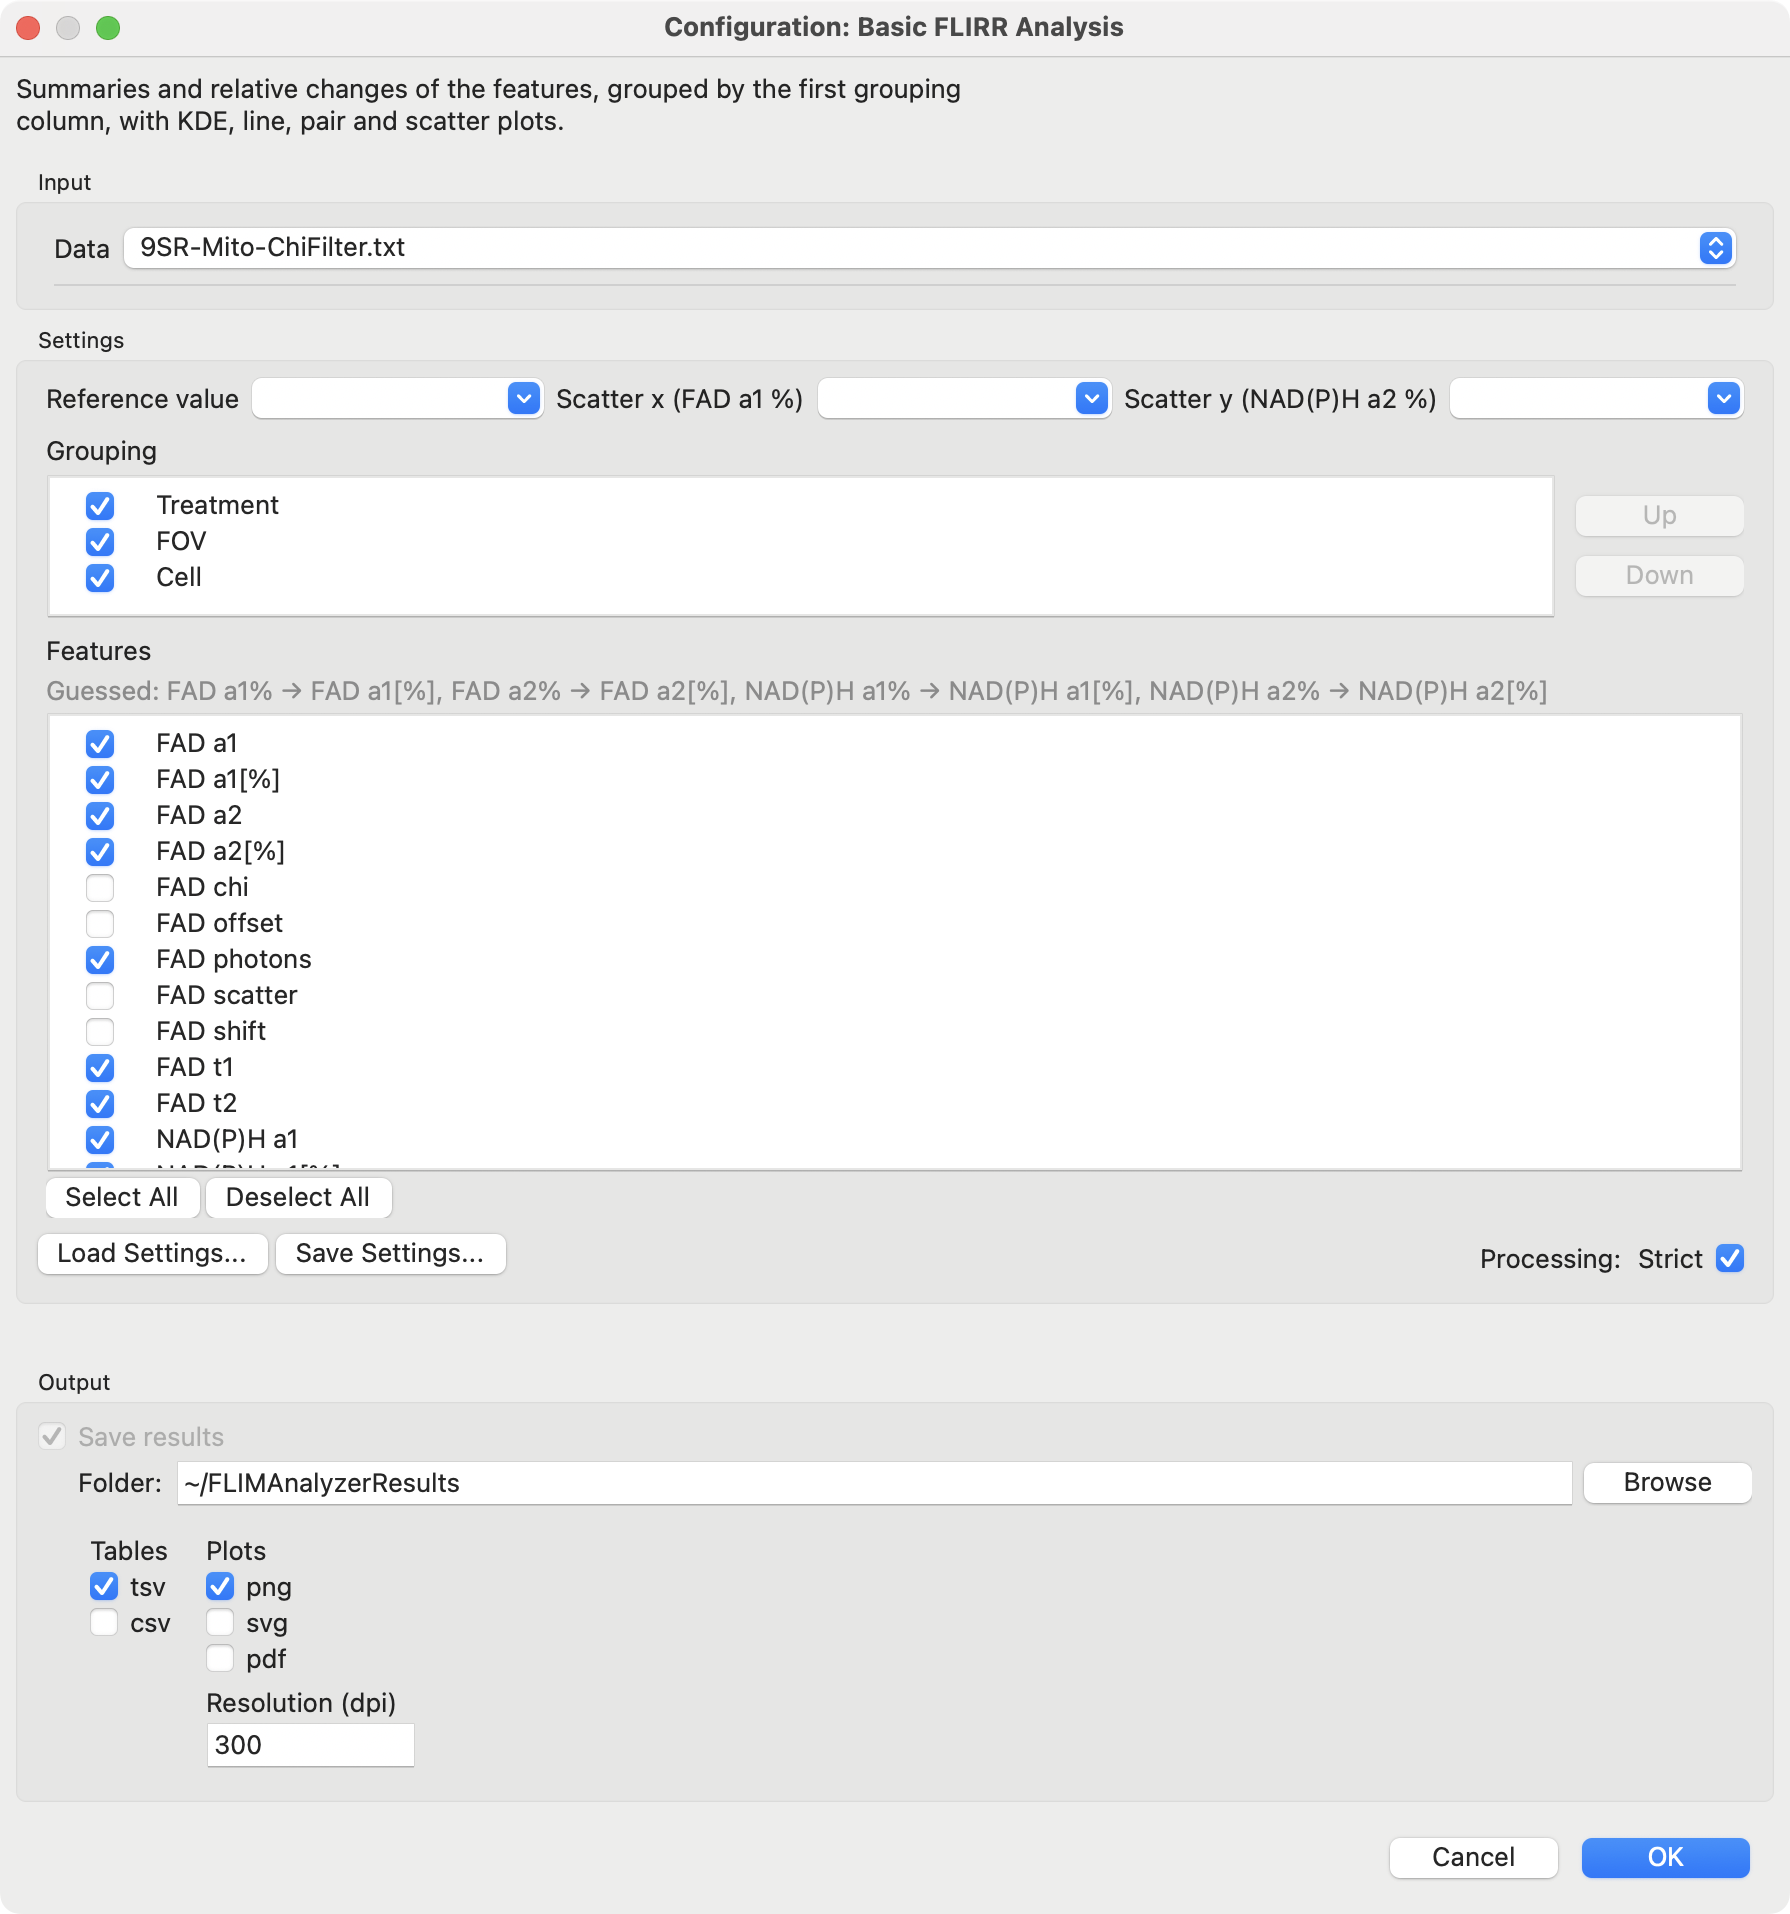 Configuration: Basic FLIRR Analysis
Summaries and relative changes of the features, grouped by the first grouping
column, with KDE, line, pair and scatter plots.
Input
Data 9SR-Mito-ChiFilter.txt
Settings
Reference value Scatter x (FAD a1 %) Scatter y (NAD(P)H a2 %)
Grouping
Treatment
FOV
Cell
Up
Down
Features
Guessed: FAD a1% → FAD a1[%], FAD a2% → FAD a2[%], NAD(P)H a1% → NAD(P)H a1[%], NAD(P)H a2% → NAD(P)H a2[%]
FAD a1
FAD a1[%]
FAD a2
FAD a2[%]
FAD chi
FAD offset
FAD photons
FAD scatter
FAD shift
FAD t1
FAD t2
NAD(P)H a1
NAD(P)H a1[%]
Select All Deselect All
Load Settings... Save Settings...
Processing: Strict
Output
Save results
Folder: ~/FLIMAnalyzerResults Browse
Tables Plots
tsv png
csv svg
pdf
Resolution (dpi)
300
Cancel OK